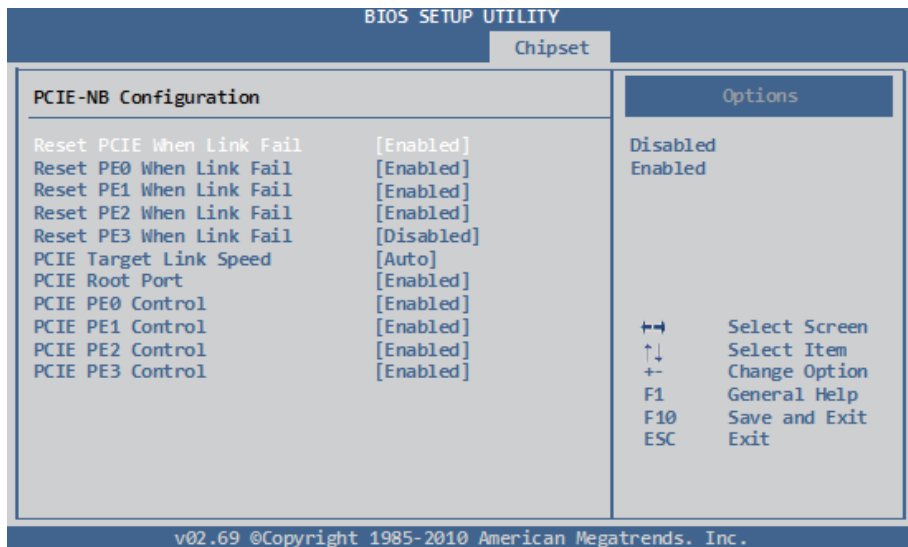 BIOS SETUP UTILITY
Chipset
PCIE-NB Configuration
Reset PCIE When Link Fail [Enabled]
Reset PE0 When Link Fail [Enabled]
Reset PE1 When Link Fail [Enabled]
Reset PE2 When Link Fail [Enabled]
Reset PE3 When Link Fail [Disabled]
PCIE Target Link Speed [Auto]
PCIE Root Port [Enabled]
PCIE PE0 Control [Enabled]
PCIE PE1 Control [Enabled]
PCIE PE2 Control [Enabled]
PCIE PE3 Control [Enabled]
Options
Disabled
Enabled
←→ Select Screen
↑↓ Select Item
+- Change Option
F1 General Help
F10 Save and Exit
ESC Exit
v02.69 ©Copyright 1985-2010 American Megatrends. Inc.